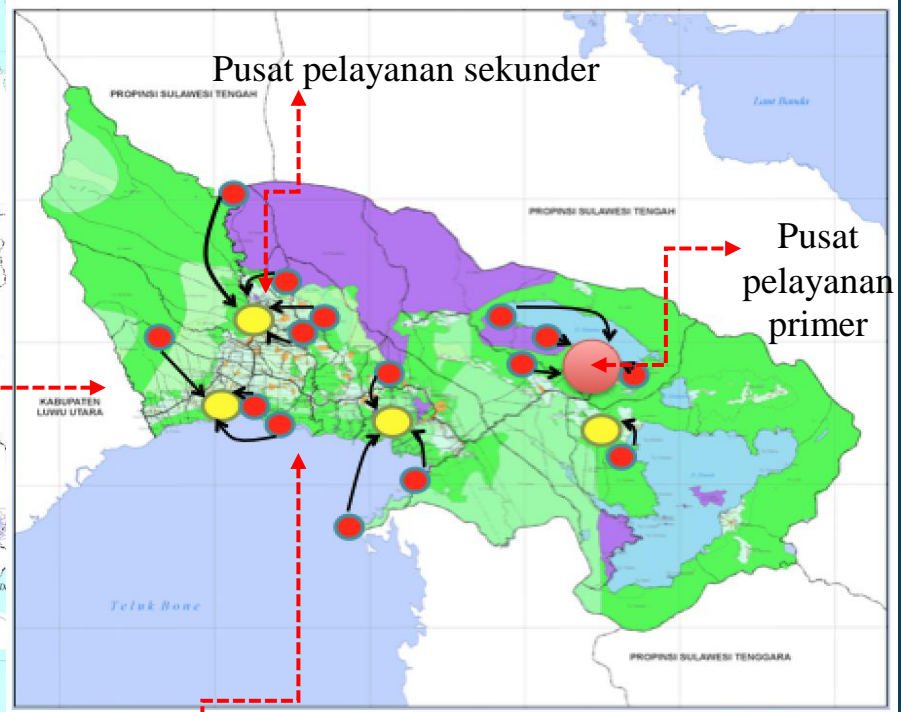 Pusat pelayanan sekunder
PROPINSI SULAWESI TENGAH
Laut Banda
PROPINSI SULAWESI TENGAH
Pusat
pelayanan
primer
KABUPATEN
LUWU UTARA
Teluk Bone
PROPINSI SULAWESI TENGGARA